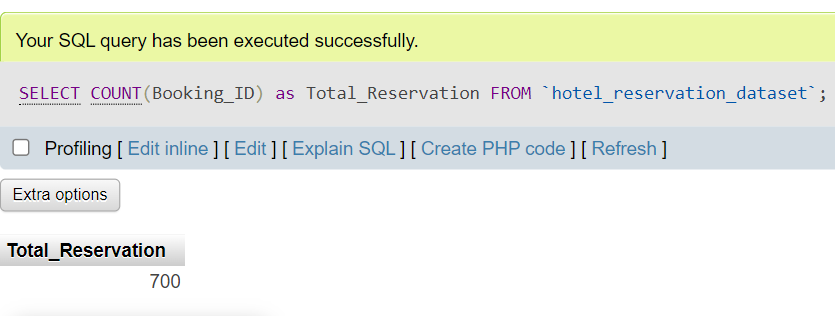 Your SQL query has been executed successfully.
SELECT COUNT(Booking_ID) as Total_Reservation FROM `hotel_reservation_dataset`;
Profiling [ Edit inline ] [ Edit ] [ Explain SQL ] [ Create PHP code ] [ Refresh ]
Extra options
Total_Reservation
700